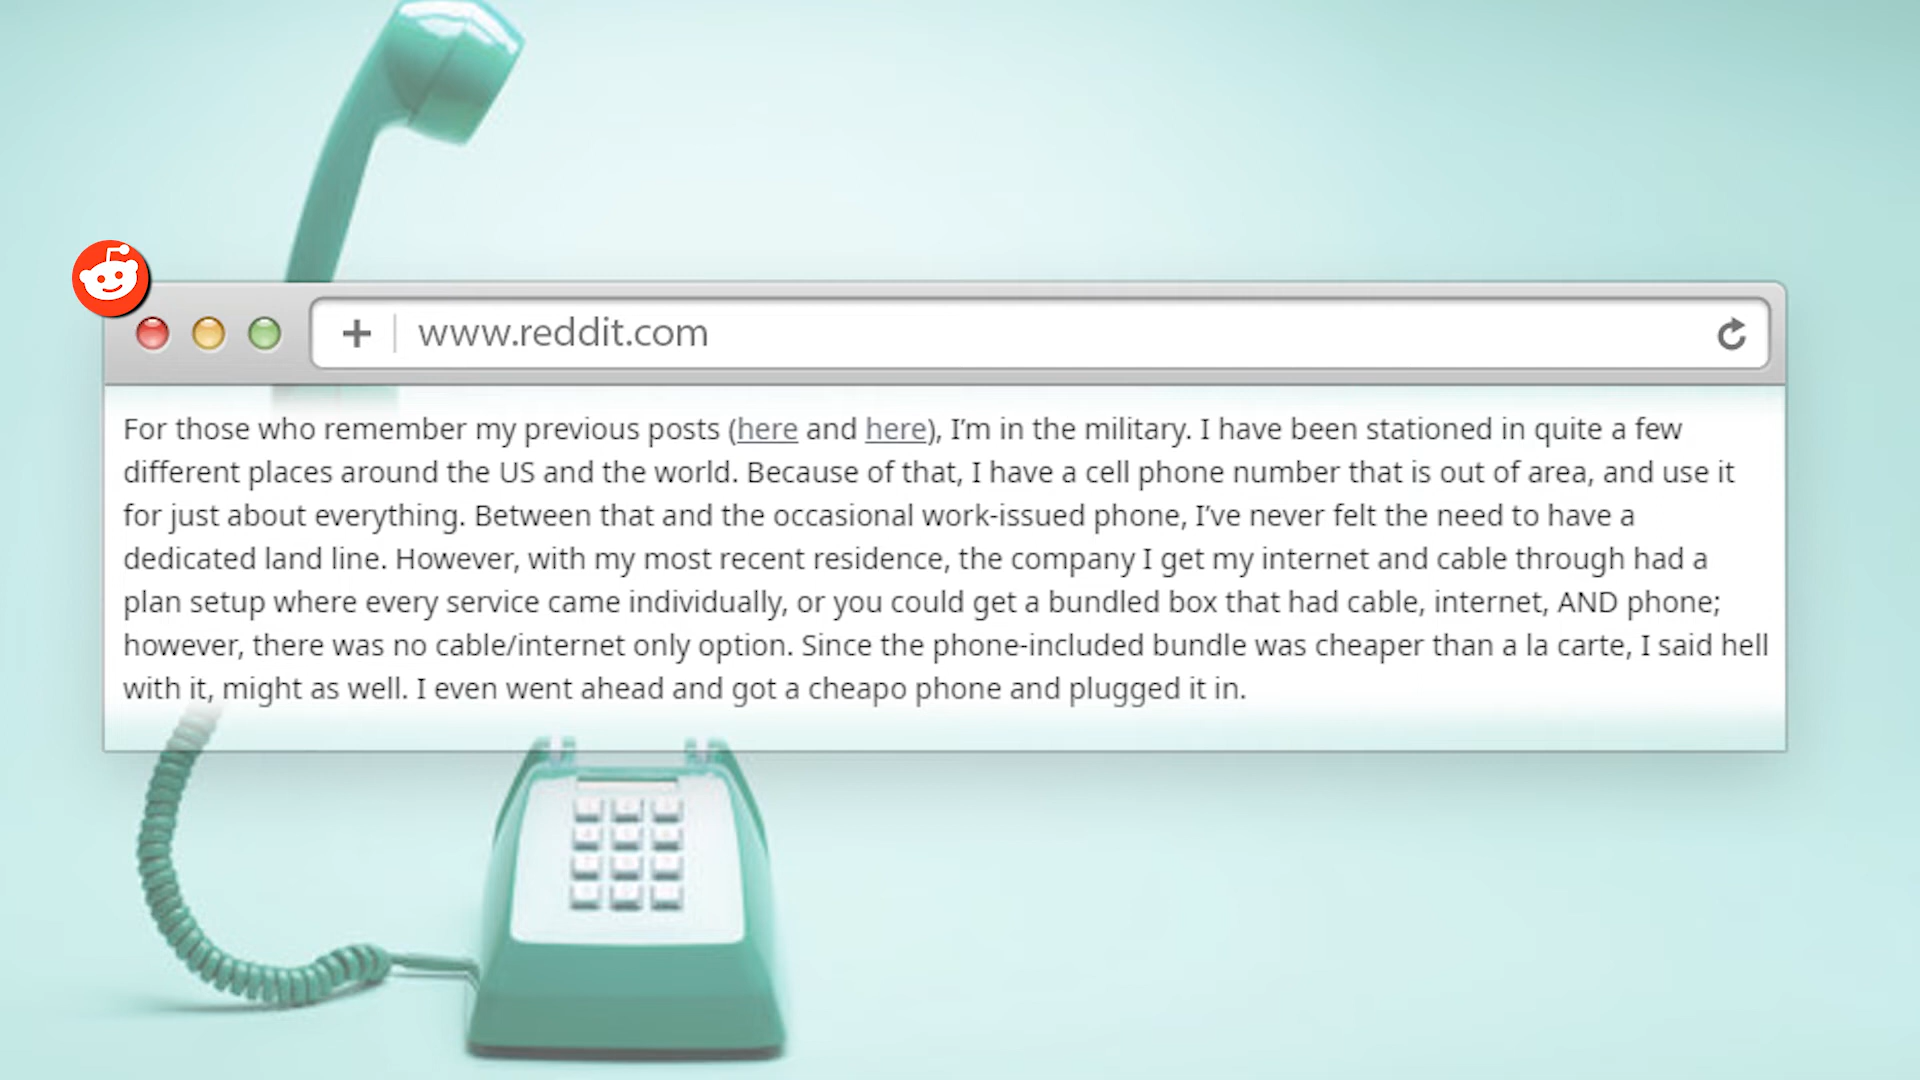 www.reddit.com
For those who remember my previous posts (here and here), I’m in the military. I have been stationed in quite a few
different places around the US and the world. Because of that, I have a cell phone number that is out of area, and use it
for just about everything. Between that and the occasional work-issued phone, I’ve never felt the need to have a
dedicated land line. However, with my most recent residence, the company I get my internet and cable through had a
plan setup where every service came individually, or you could get a bundled box that had cable, internet, AND phone;
however, there was no cable/internet only option. Since the phone-included bundle was cheaper than a la carte, I said hell
with it, might as well. I even went ahead and got a cheapo phone and plugged it in.